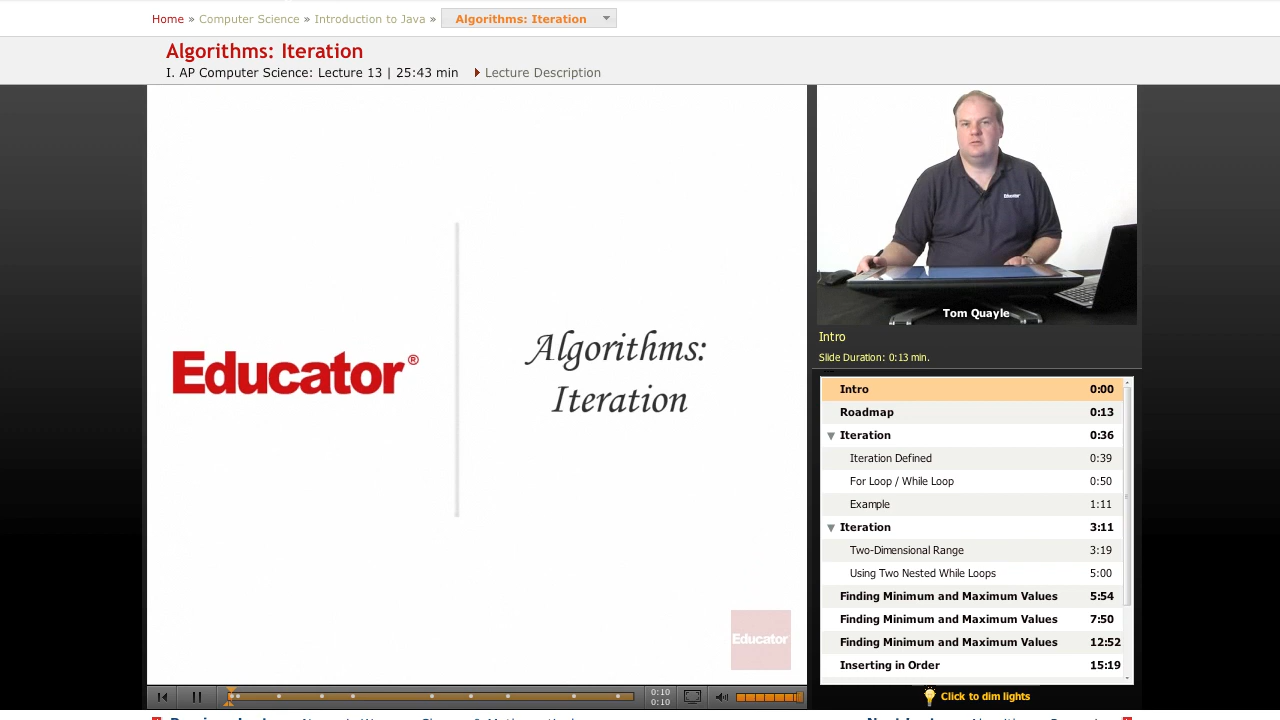 Home » Computer Science » Introduction to Java » Algorithms: Iteration
Algorithms: Iteration
I. AP Computer Science: Lecture 13 | 25:43 min Lecture Description
Educator®
Algorithms:
Iteration
Educator
Educator
Tom Quayle
Intro
Slide Duration: 0:13 min.
Intro 0:00
Roadmap 0:13
Iteration 0:36
Iteration Defined 0:39
For Loop / While Loop 0:50
Example 1:11
Iteration 3:11
Two-Dimensional Range 3:19
Using Two Nested While Loops 5:00
Finding Minimum and Maximum Values 5:54
Finding Minimum and Maximum Values 7:50
Finding Minimum and Maximum Values 12:52
Inserting in Order 15:19
0:10
0:10
Click to dim lights